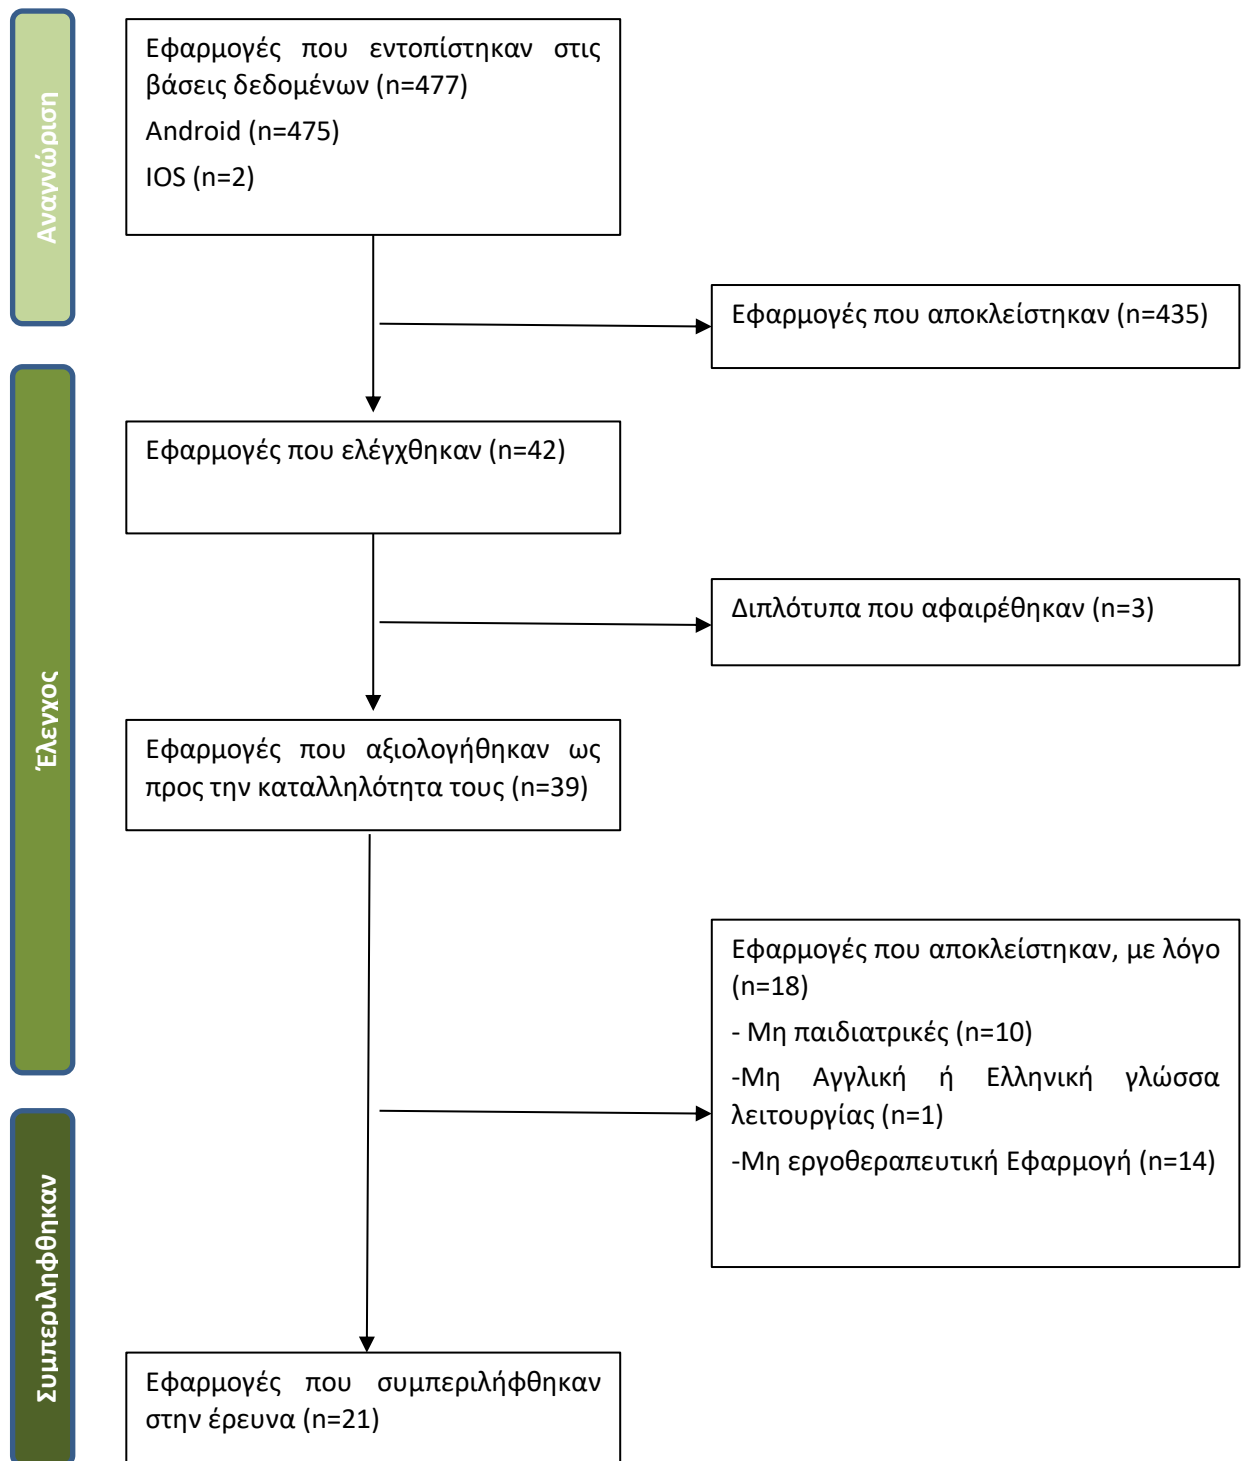 Αναγνώριση
Εφαρμογές που εντοπίστηκαν στις
βάσεις δεδομένων (n=477)
Android (n=475)
IOS (n=2)
Εφαρμογές που αποκλείστηκαν (n=435)
Έλεγχος
Εφαρμογές που ελέγχθηκαν (n=42)
Διπλότυπα που αφαιρέθηκαν (n=3)
Εφαρμογές που αξιολογήθηκαν ως
προς την καταλληλότητα τους (n=39)
Εφαρμογές που αποκλείστηκαν, με λόγο
(n=18)
- Μη παιδιατρικές (n=10)
-Μη Αγγλική ή Ελληνική γλώσσα
λειτουργίας (n=1)
-Μη εργοθεραπευτική Εφαρμογή (n=14)
Συμπεριληφθηκαν
Εφαρμογές που συμπεριλήφθηκαν
στην έρευνα (n=21)